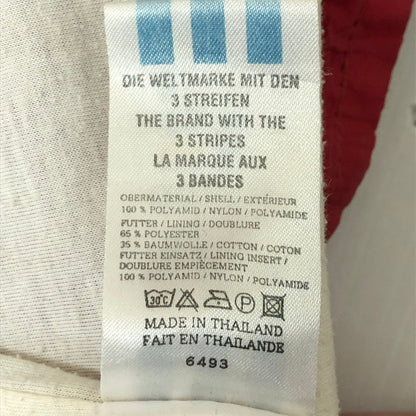 DIE WELTMARKE MIT DEN
3 STREIFEN
THE BRAND WITH THE
3 STRIPES
LA MARQUE AUX
3 BANDES
OBERMATERIAL / SHELL / EXTÉRIEUR
100 % POLYAMID / NYLON / POLYAMIDE
FUTTER / LINING / DOUBLURE
65 % POLYESTER
35 % BAUMWOLLE / COTTON / COTON
FUTTER EINSATZ / LINING INSERT /
DOUBLURE EMPIÈCEMENT
100 % POLYAMID / NYLON / POLYAMIDE
30°C
MADE IN THAILAND
FAIT EN THAILANDE
6493